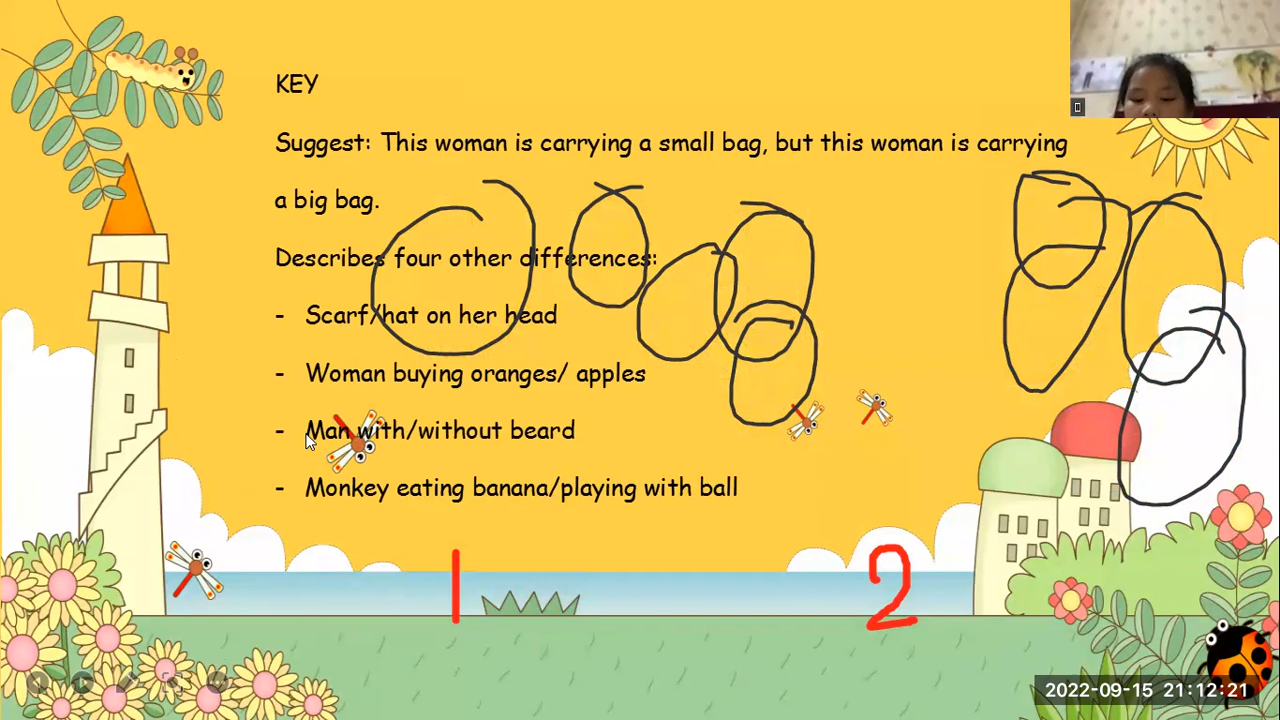 KEY
Suggest: This woman is carrying a small bag, but this woman is carrying
a big bag.
Describes four other differences:
- Scarf/hat on her head
- Woman buying oranges/ apples
- Man with/without beard
- Monkey eating banana/playing with ball
1 2
2022-09-15 21:12:21